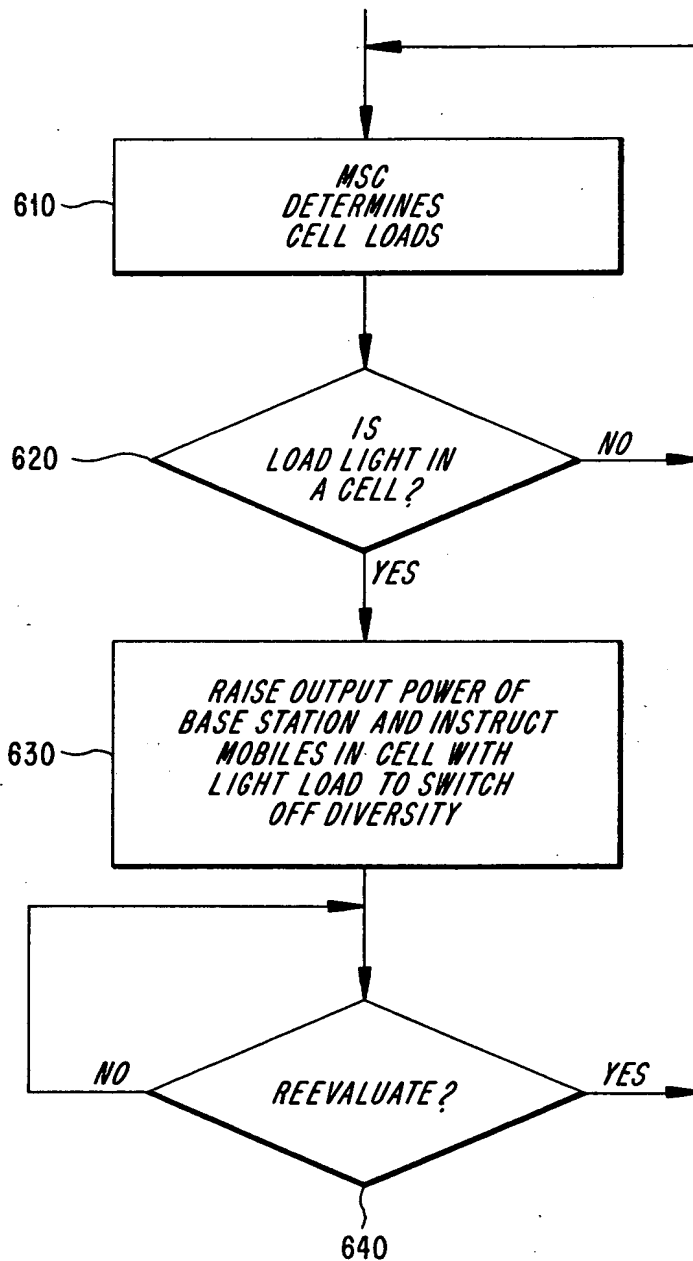 610
MSC
DETERMINES
CELL LOADS
620
IS
LOAD LIGHT IN
A CELL?
NO
YES
630
RAISE OUTPUT POWER OF
BASE STATION AND INSTRUCT
MOBILES IN CELL WITH
LIGHT LOAD TO SWITCH
OFF DIVERSITY
NO
REEVALUATE?
YES
640